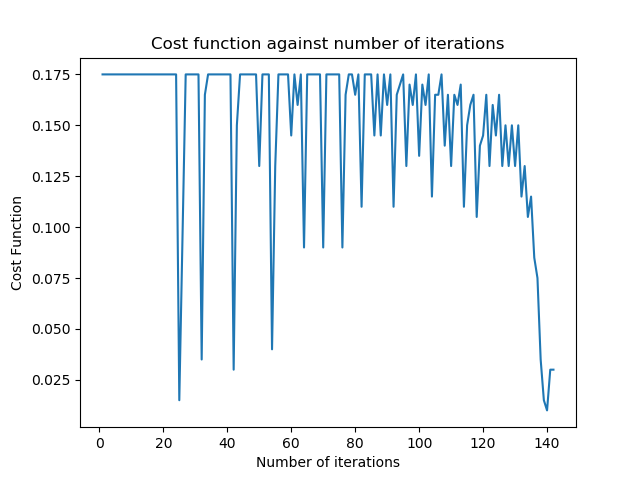 Cost function against number of iterations
0.175
0.150
0.125
0.100
0.075
0.050
0.025
Cost Function
0 20 40 60 80 100 120 140
Number of iterations